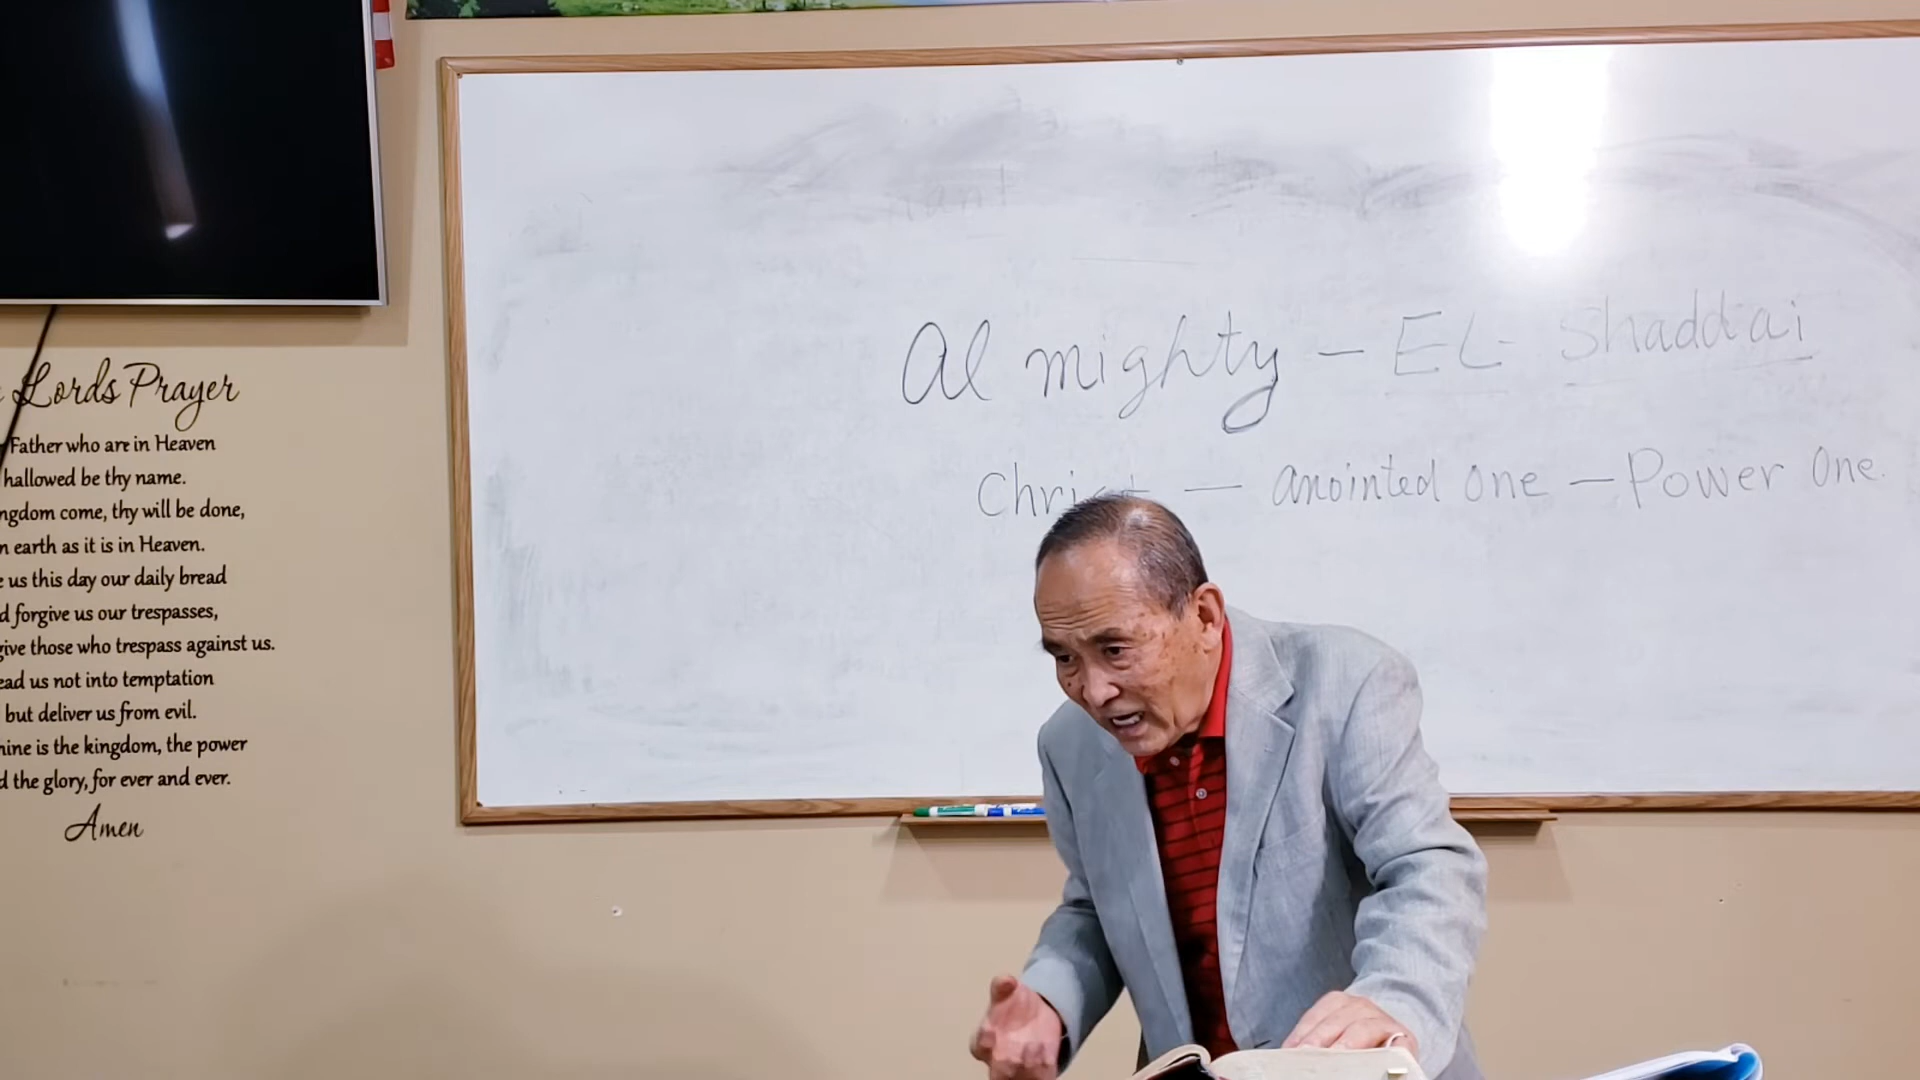 Almighty - EL- Shaddai
Christ - anointed one - Power One.
Lords Prayer
Father who are in Heaven
hallowed be thy name.
ngdom come, thy will be done,
n earth as it is in Heaven.
e us this day our daily bread
d forgive us our trespasses,
give those who trespass against us.
ead us not into temptation
but deliver us from evil.
hine is the kingdom, the power
d the glory, for ever and ever.
Amen